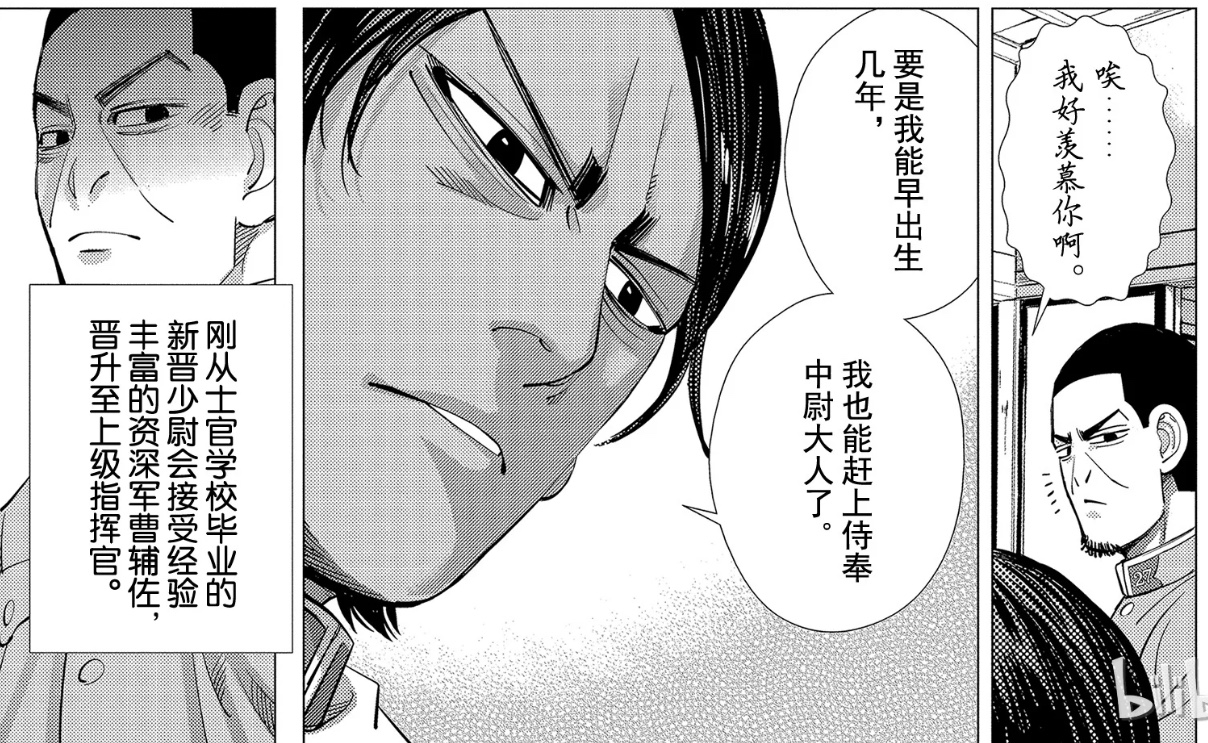 唉……
我好羡慕你啊。
要是我能早出生
几年，
我也能赶上侍奉
中尉大人了。
刚从士官学校毕业的
新晋少尉会接受经验
丰富的资深军曹辅佐，
晋升至上级指挥官。
27
bilib